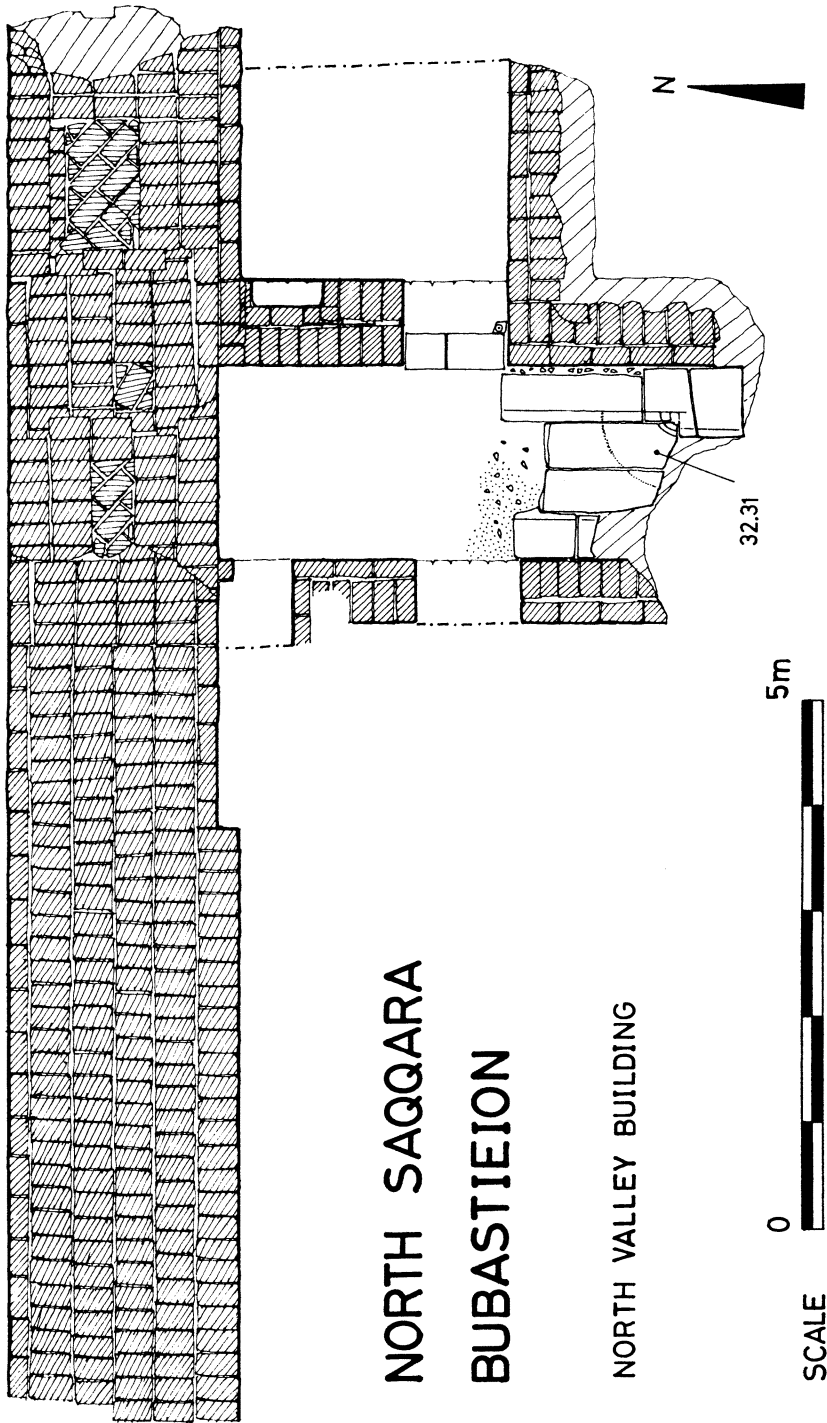 N
32.31
NORTH SAQQARA
BUBASTIEION
NORTH VALLEY BUILDING
SCALE
0
5m